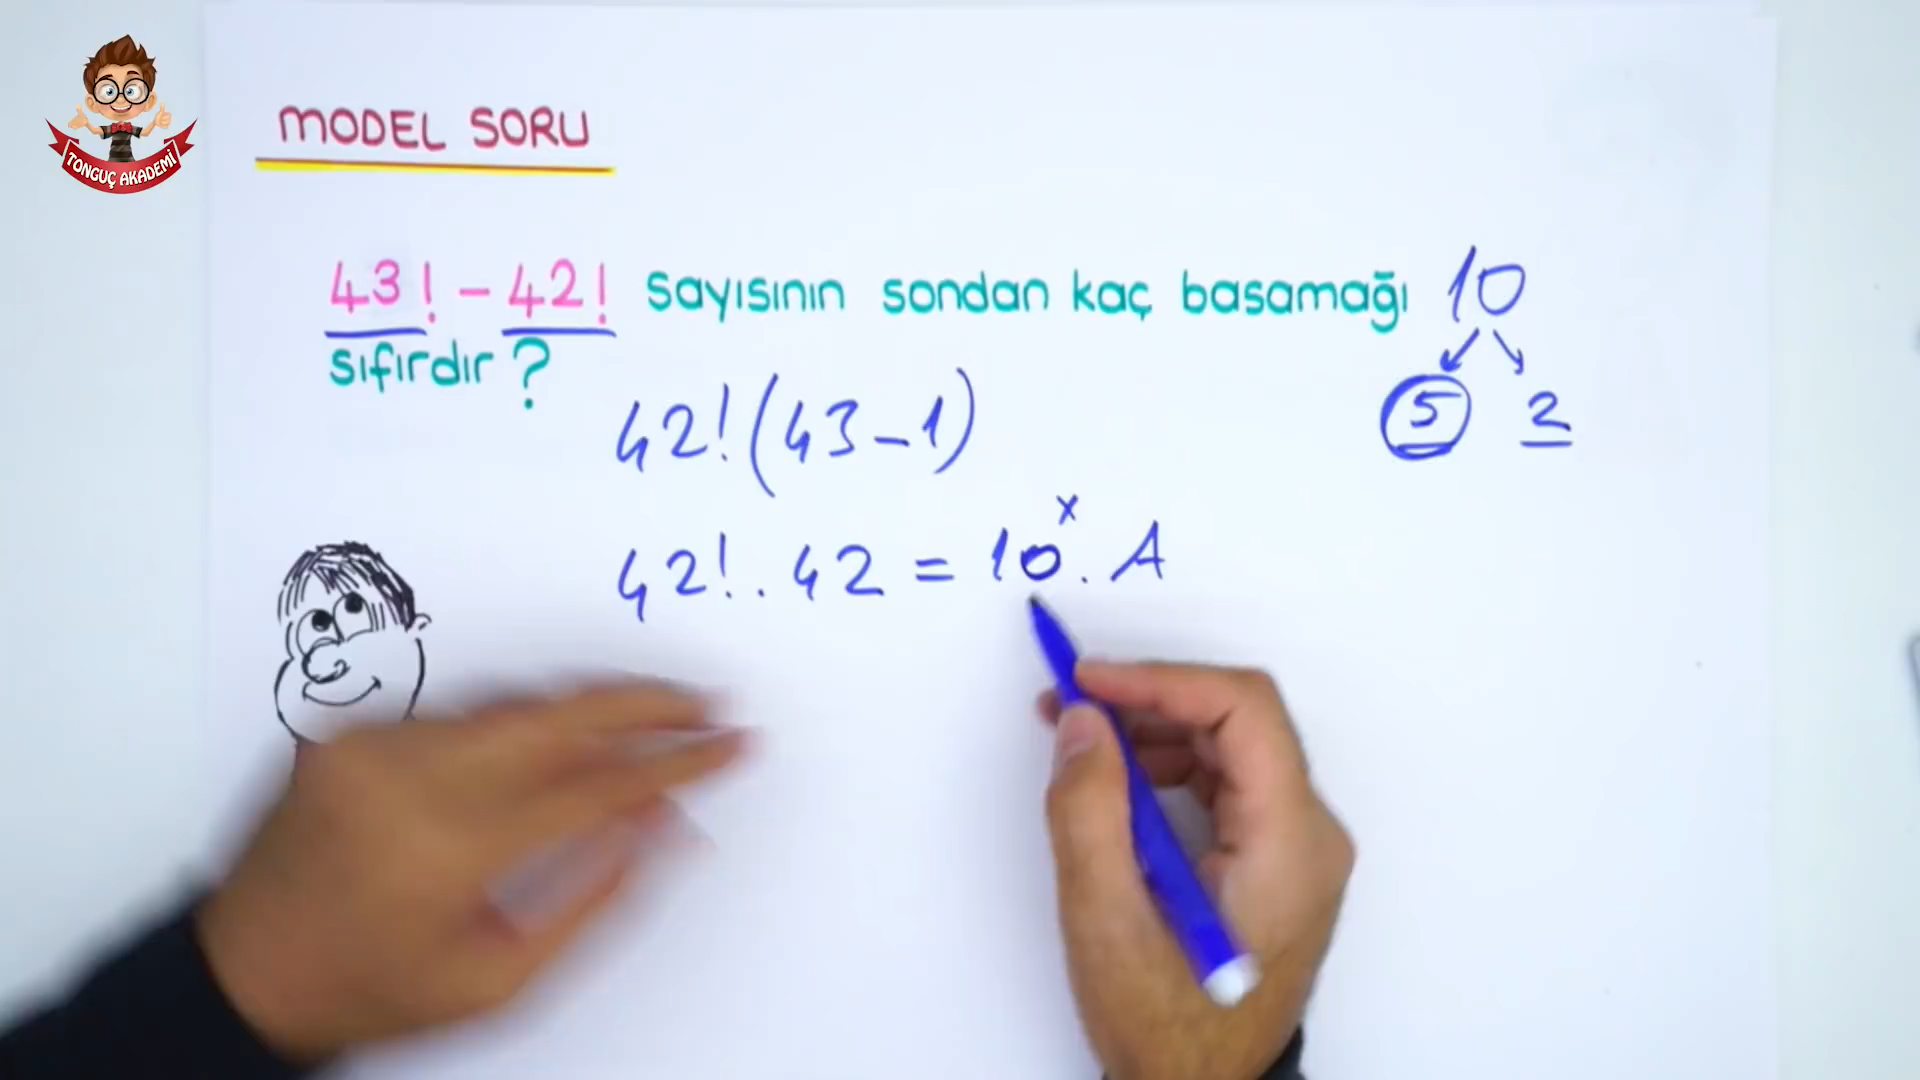 TONGUÇ AKADEMİ
MODEL SORU
43! - 42! sayısının sondan kaç basamağı
sıfırdır ?
10
5 2
42!(43-1)
42! . 42 = 10^x . A